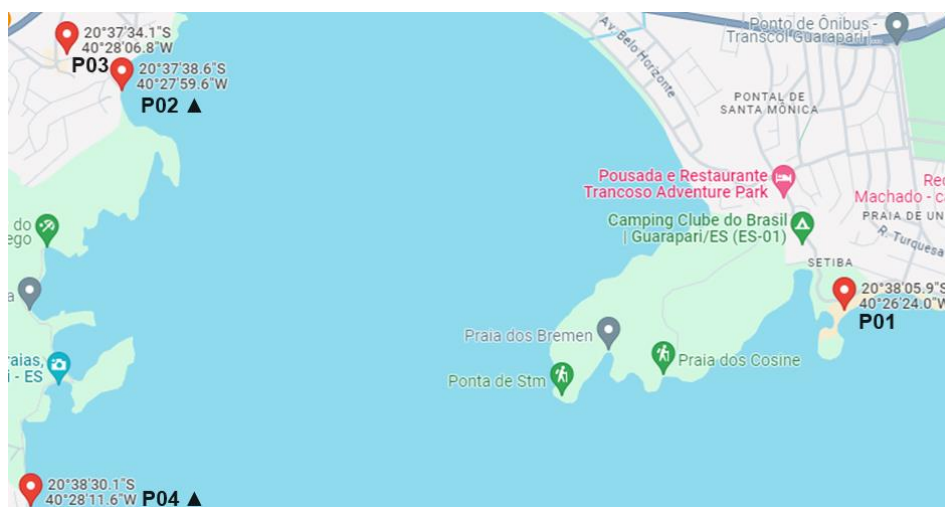 20°37'34.1"S
40°28'06.8"W
P03
20°37'38.6"S
40°27'59.6"W
P02 ▲
Av. Belo Horizonte
Ponto de Ônibus -
Transcol Guarapari
PONTAL DE
SANTA MÔNICA
Pousada e Restaurante
Trancoso Adventure Park
Machado - c
PRAIA DE UN
R. Turquesa
Camping Clube do Brasil
| Guarapari/ES (ES-01)
SETIBA
do
ego
a
20°38'05.9"S
40°26'24.0"W
P01
Praia dos Bremen
Praia dos Cosine
Ponta de Stm
raias,
i - ES
20°38'30.1"S
40°28'11.6"W
P04 ▲